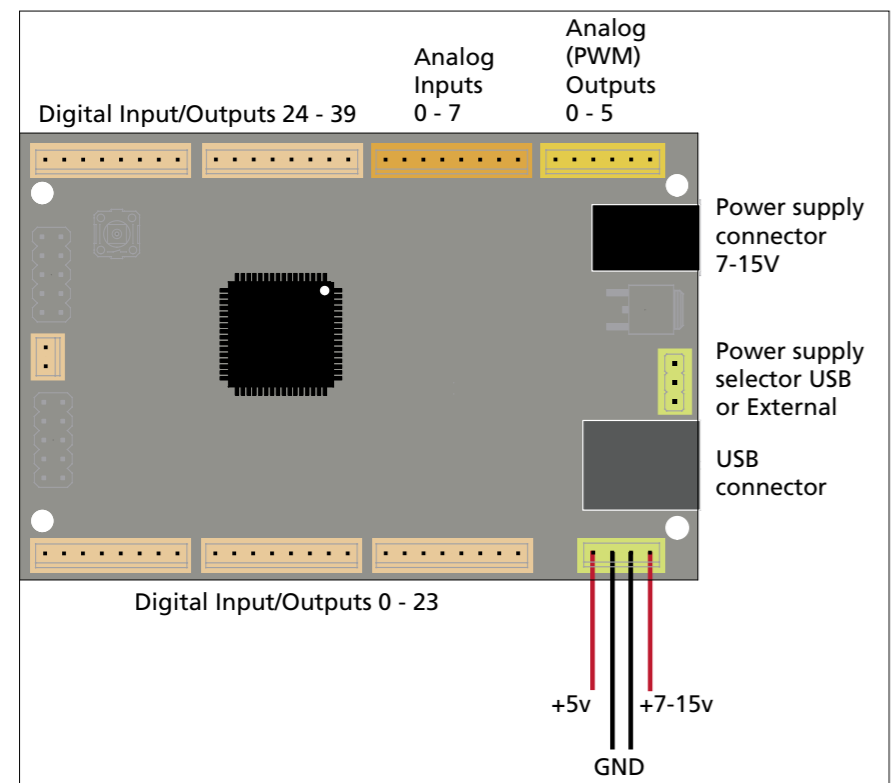 Analog
(PWM)
Outputs
0 - 5
Analog
Inputs
0 - 7
Digital Input/Outputs 24 - 39
Power supply
connector
7-15V
Power supply
selector USB
or External
USB
connector
Digital Input/Outputs 0 - 23
+5v
+7-15v
GND